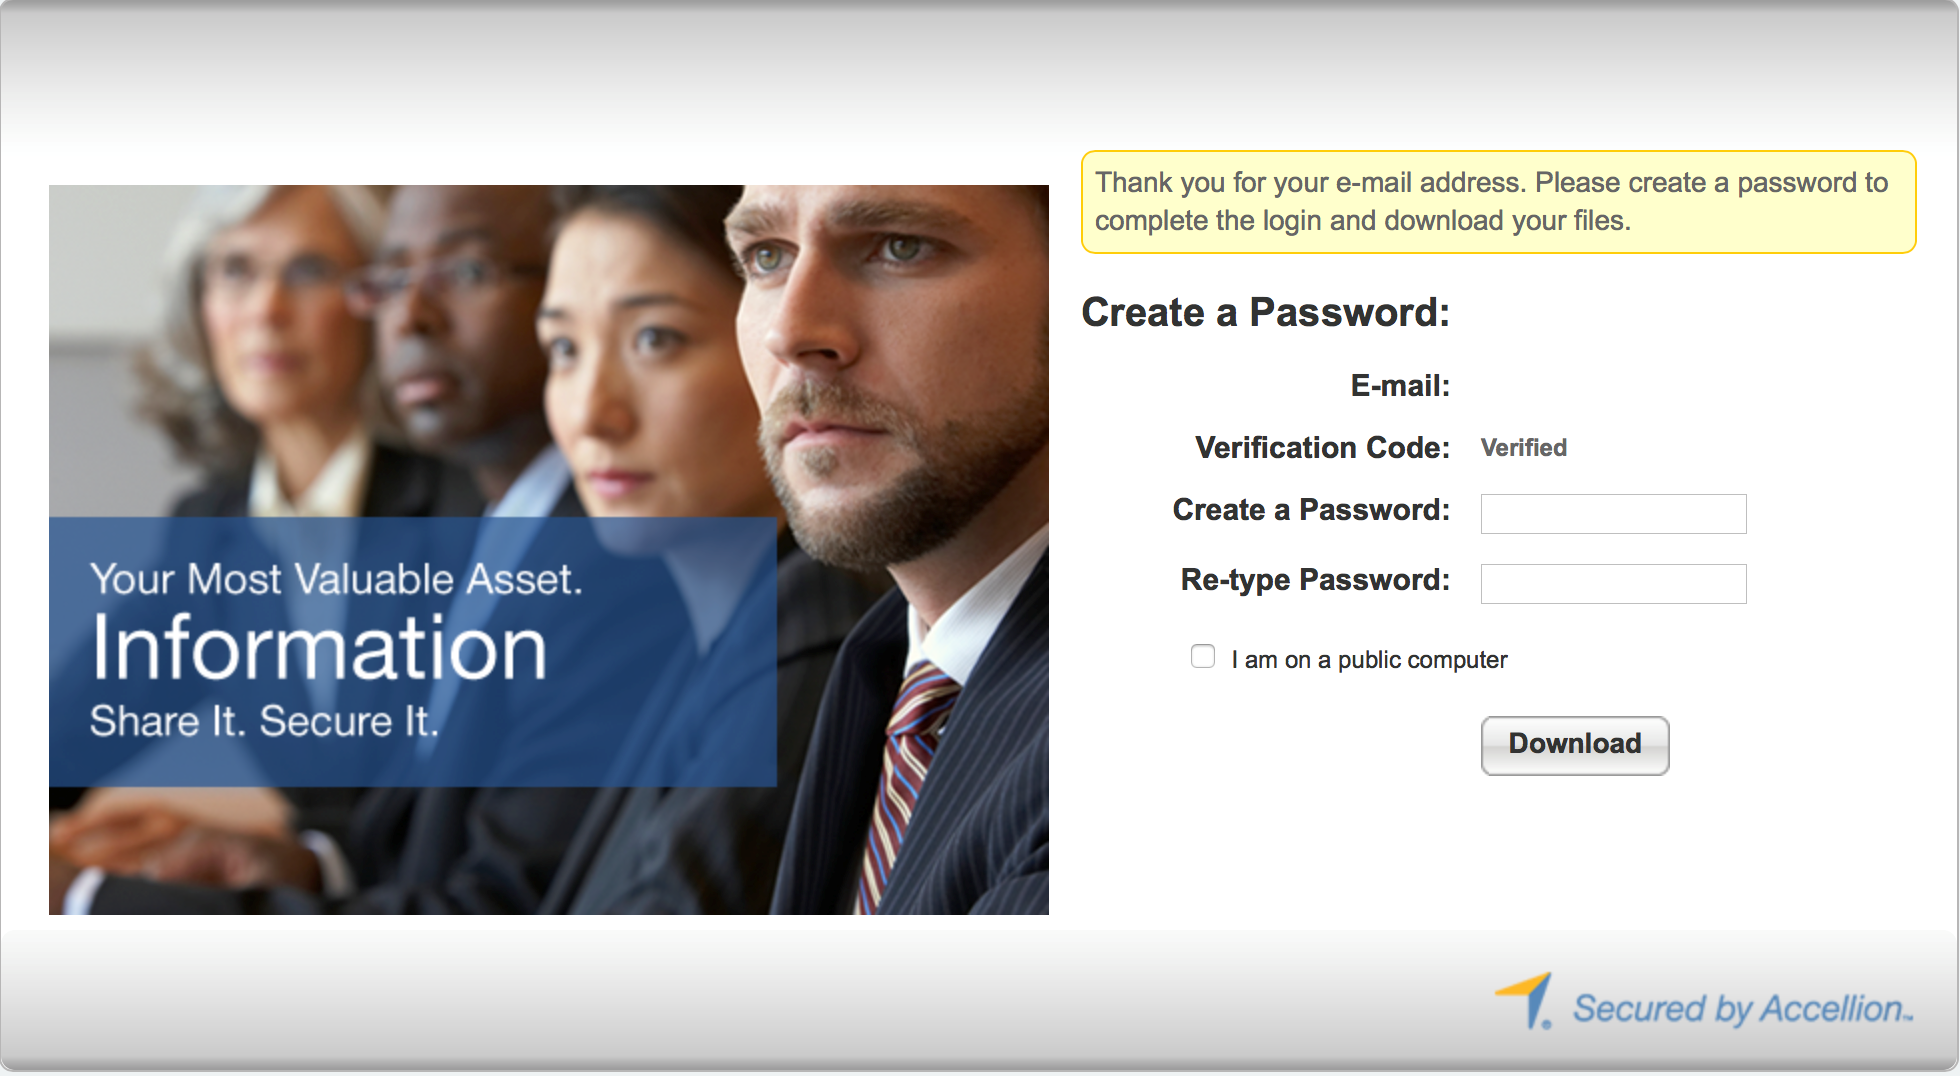 Thank you for your e-mail address. Please create a password to
complete the login and download your files.
Create a Password:
E-mail:
Verification Code: Verified
Create a Password:
Re-type Password:
I am on a public computer
Download
Your Most Valuable Asset.
Information
Share It. Secure It.
Secured by Accellion™